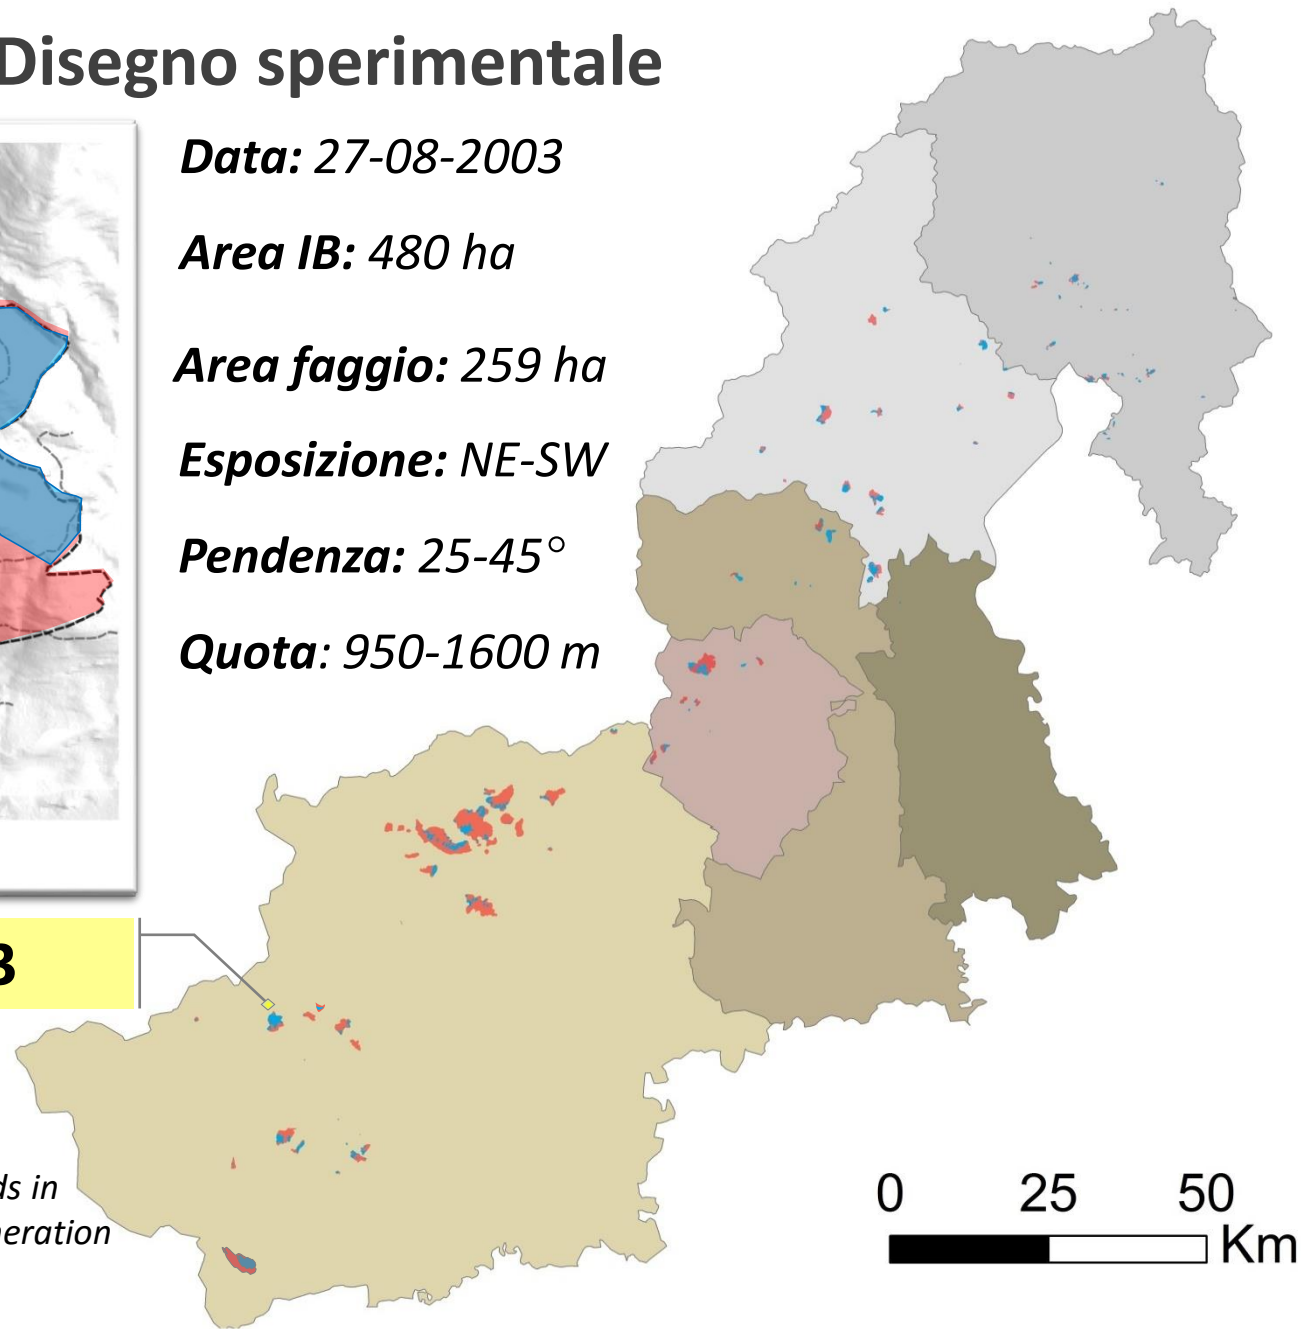 Disegno sperimentale
Data: 27-08-2003
Area IB: 480 ha
Area faggio: 259 ha
Esposizione: NE-SW
Pendenza: 25-45°
Quota: 950-1600 m
B
in
0 25 50
Km